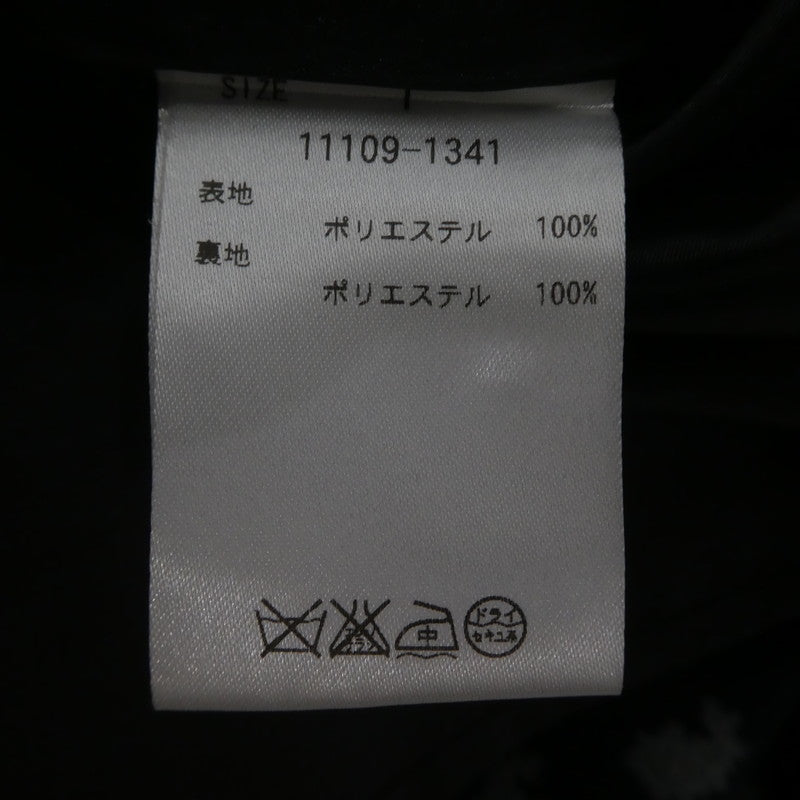 SIZE
11109-1341
表地
ポリエステル 100%
裏地
ポリエステル 100%
中 ドライ
セキユ系